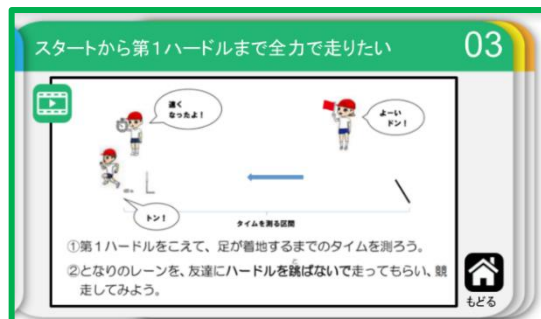 スタートから第1ハードルまで全力で走りたい
03
速く
なったよ!
よーい
ドン!
トン!
タイムを測る区間
①第1ハードルをこえて、足が着地するまでのタイムを測ろう。
②となりのレーンを、友達にハードルを跳ばないで走ってもらい、競
走してみよう。
もどる